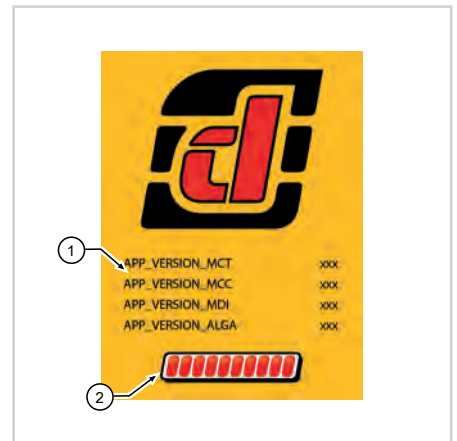 1
APP_VERSION_MCT xxx
APP_VERSION_MCC xxx
APP_VERSION_MDI xxx
APP_VERSION_ALGA xxx
2